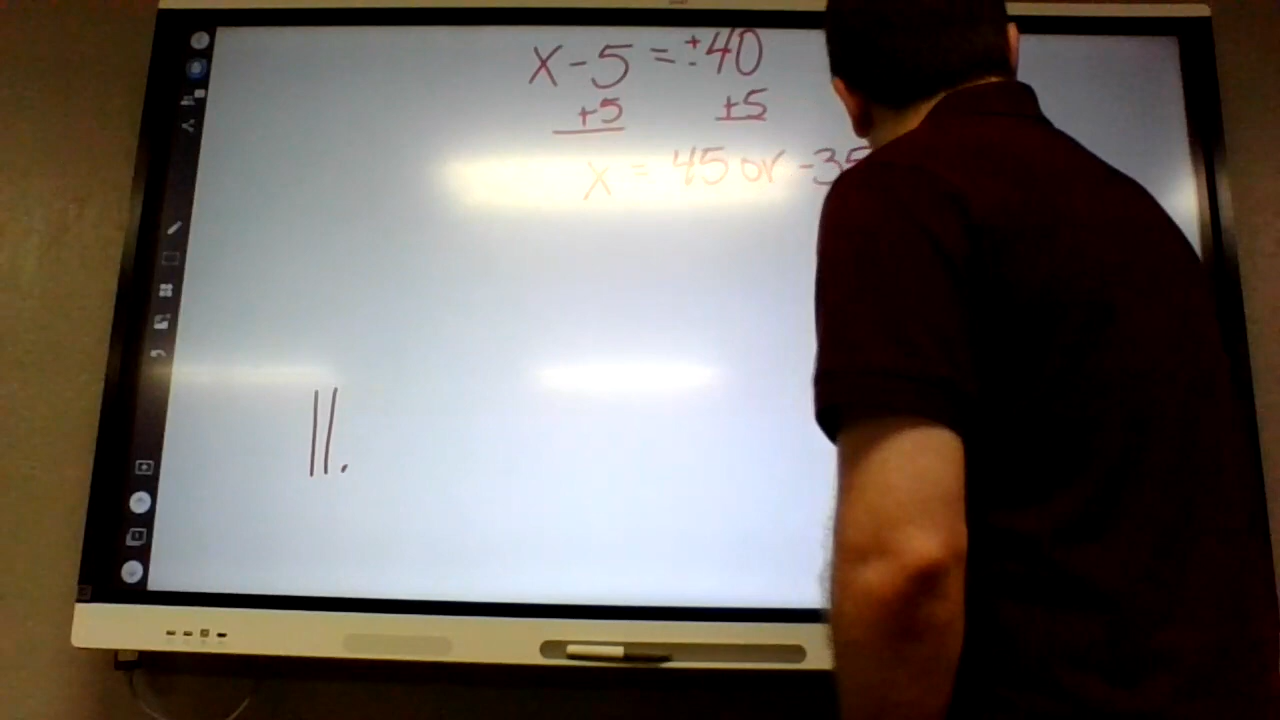 x - 5 = ±40
+5 +5
x = 45 or -35
11.